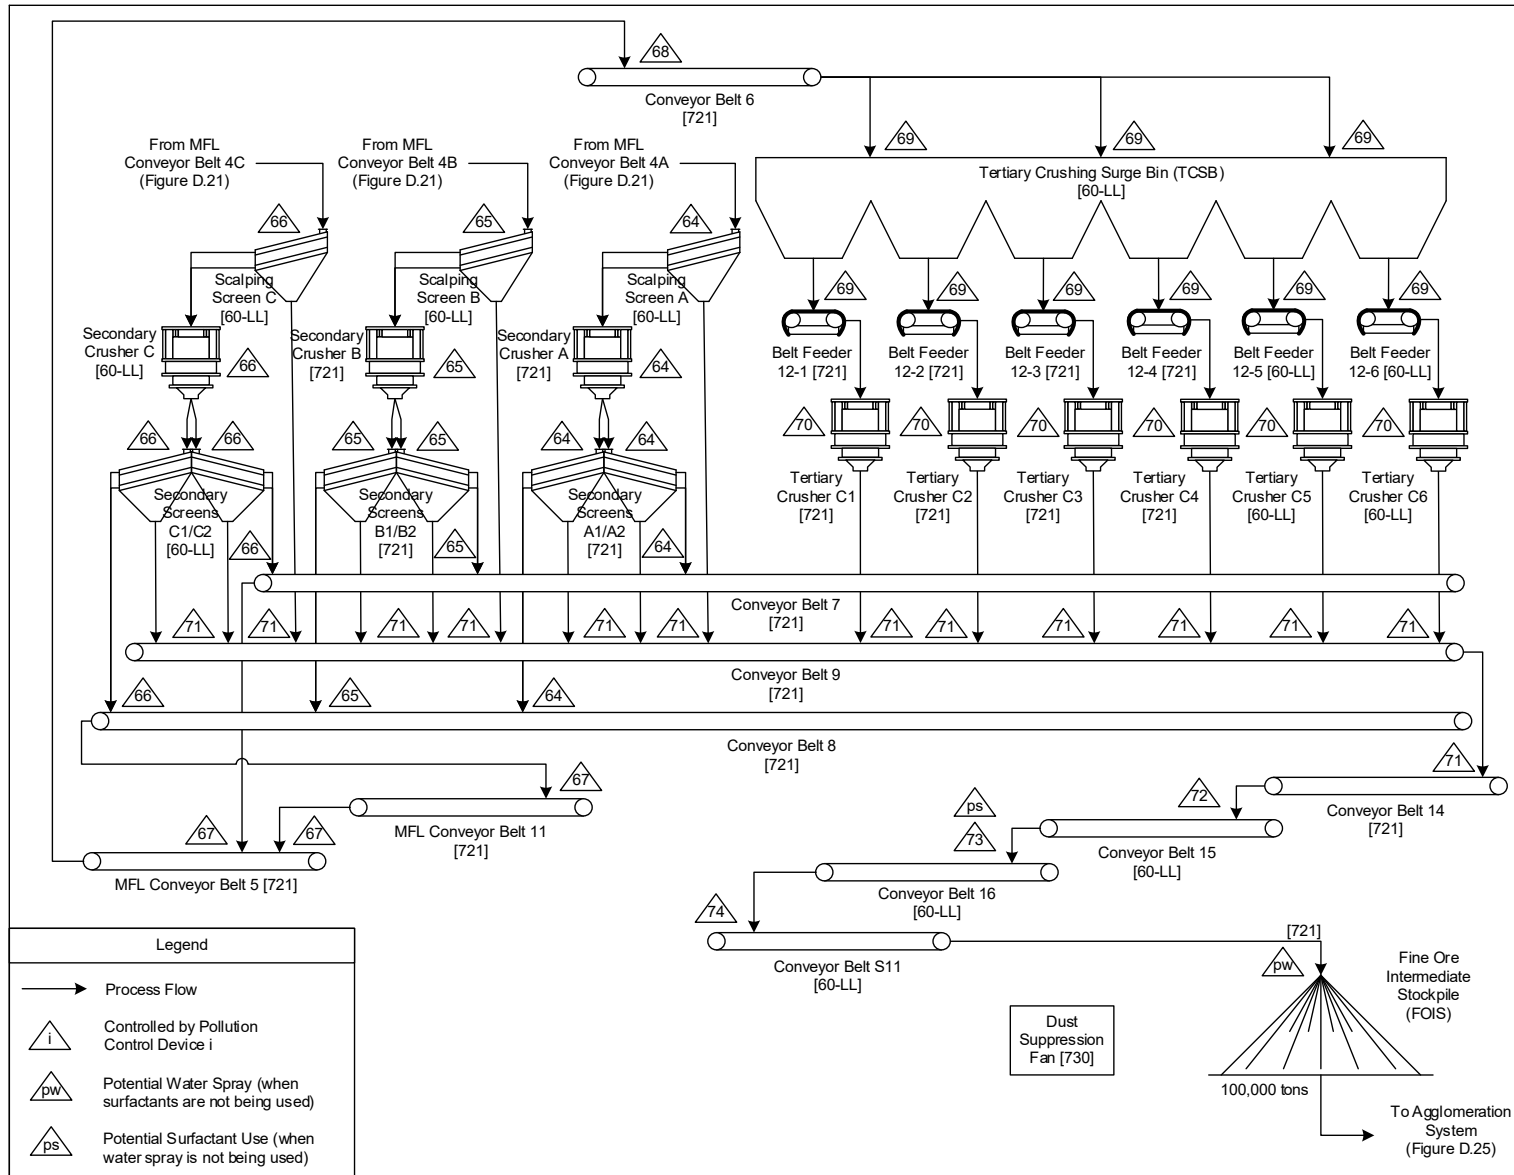 68
Conveyor Belt 6
[721]
From MFL
Conveyor Belt 4C
(Figure D.21)
From MFL
Conveyor Belt 4B
(Figure D.21)
From MFL
Conveyor Belt 4A
(Figure D.21)
69
69
69
Tertiary Crushing Surge Bin (TCSB)
[60-LL]
66
65
64
Scalping
Screen C
[60-LL]
Scalping
Screen B
[60-LL]
Scalping
Screen A
[60-LL]
69
69
69
69
69
69
Secondary
Crusher C
[60-LL]
66
Secondary
Crusher B
[721]
65
Secondary
Crusher A
[721]
64
Belt Feeder
12-1 [721]
Belt Feeder
12-2 [721]
Belt Feeder
12-3 [721]
Belt Feeder
12-4 [721]
Belt Feeder
12-5 [60-LL]
Belt Feeder
12-6 [60-LL]
70
70
70
70
70
70
66
66
65
65
64
64
Secondary
Screens
C1/C2
[60-LL]
66
Secondary
Screens
B1/B2
[721]
65
Secondary
Screens
A1/A2
[721]
64
Tertiary
Crusher C1
[721]
Tertiary
Crusher C2
[721]
Tertiary
Crusher C3
[721]
Tertiary
Crusher C4
[721]
Tertiary
Crusher C5
[60-LL]
Tertiary
Crusher C6
[60-LL]
Conveyor Belt 7
[721]
71
71
71
71
71
71
71
71
71
71
71
71
Conveyor Belt 9
[721]
66
65
64
Conveyor Belt 8
[721]
71
67
72
Conveyor Belt 14
[721]
ps
73
67
67
MFL Conveyor Belt 11
[721]
Conveyor Belt 15
[60-LL]
MFL Conveyor Belt 5 [721]
Conveyor Belt 16
[60-LL]
74
Conveyor Belt S11
[60-LL]
[721]
pw
Fine Ore
Intermediate
Stockpile
(FOIS)
Dust
Suppression
Fan [730]
100,000 tons
To Agglomeration
System
(Figure D.25)
Legend
Process Flow
i
Controlled by Pollution
Control Device i
pw
Potential Water Spray (when
surfactants are not being used)
ps
Potential Surfactant Use (when
water spray is not being used)